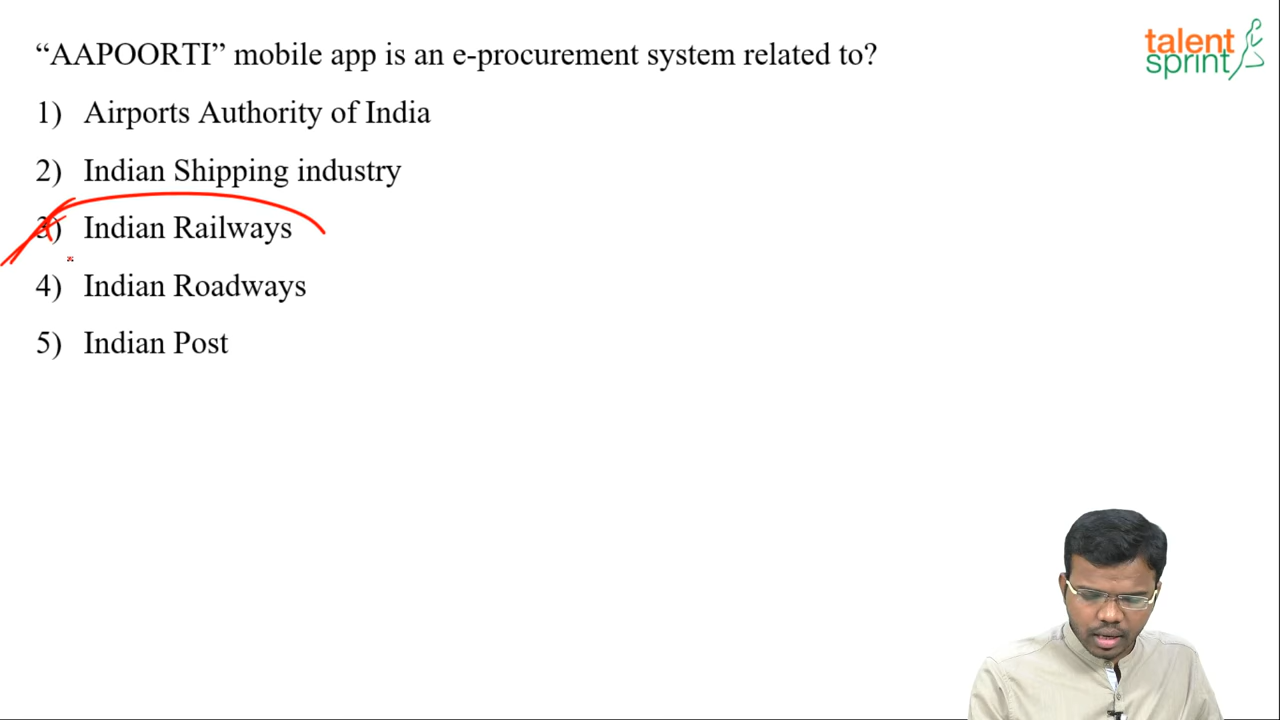 “AAPOORTI” mobile app is an e-procurement system related to?
talent
sprint
1) Airports Authority of India
2) Indian Shipping industry
3) Indian Railways
4) Indian Roadways
5) Indian Post